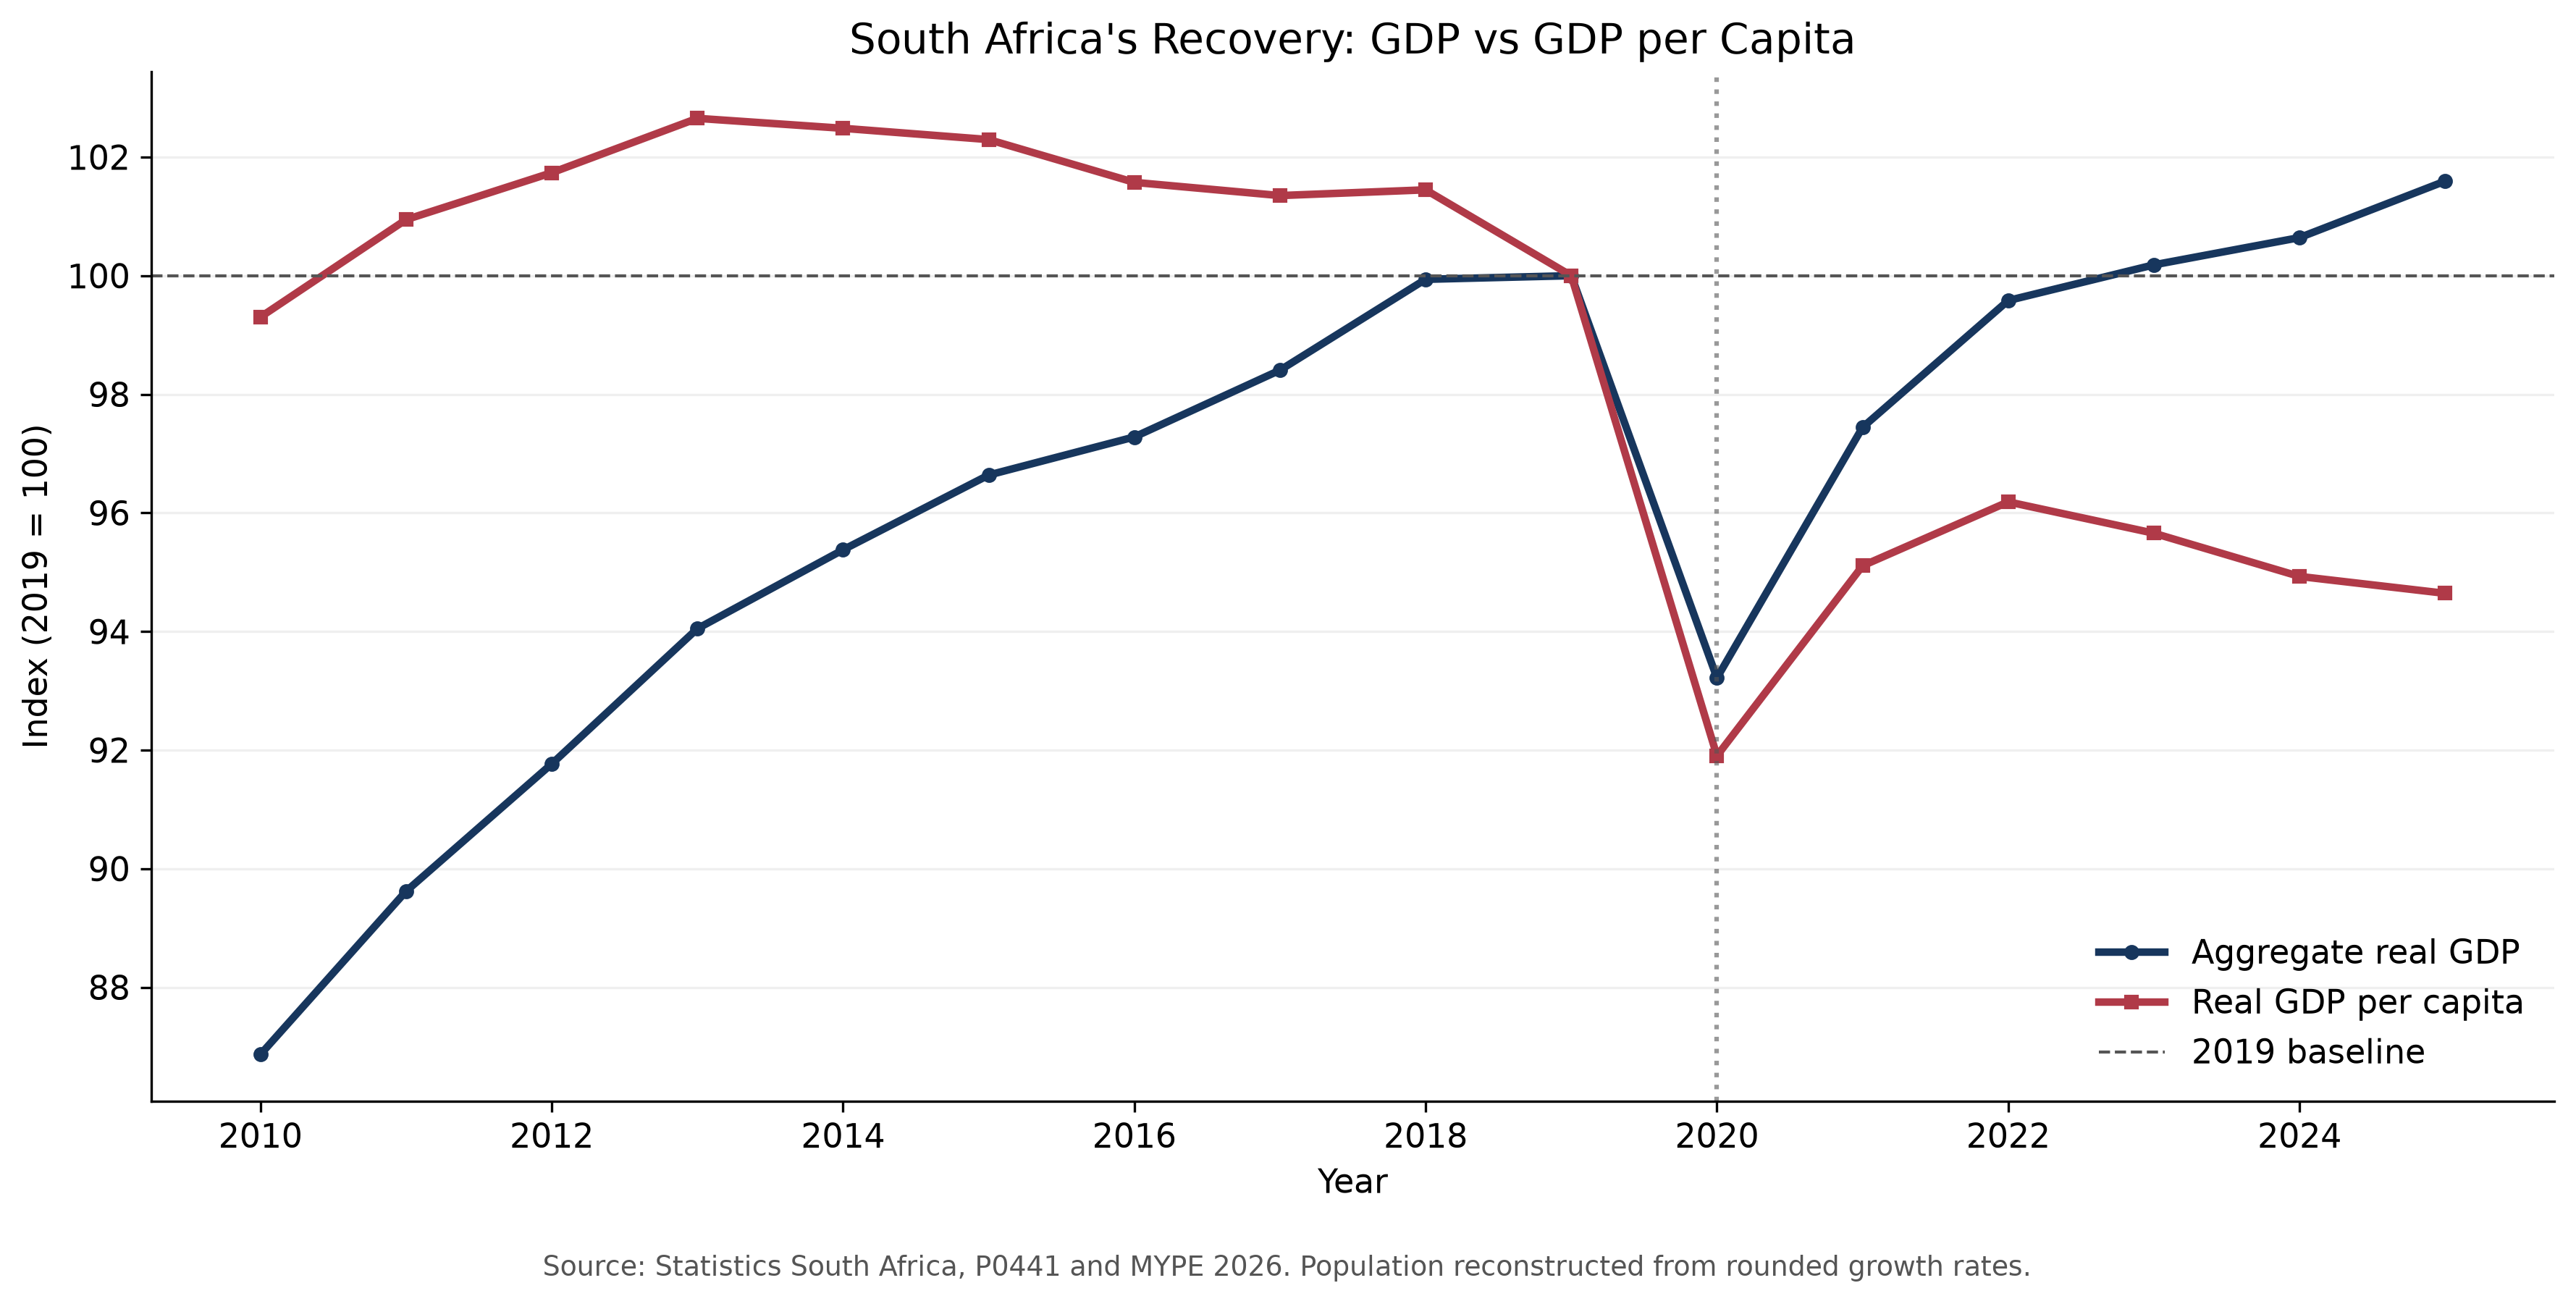 South Africa's Recovery: GDP vs GDP per Capita
Index (2019 = 100)
102
100
98
96
94
92
90
88
Aggregate real GDP
Real GDP per capita
2019 baseline
2010 2012 2014 2016 2018 2020 2022 2024
Year
Source: Statistics South Africa, P0441 and MYPE 2026. Population reconstructed from rounded growth rates.